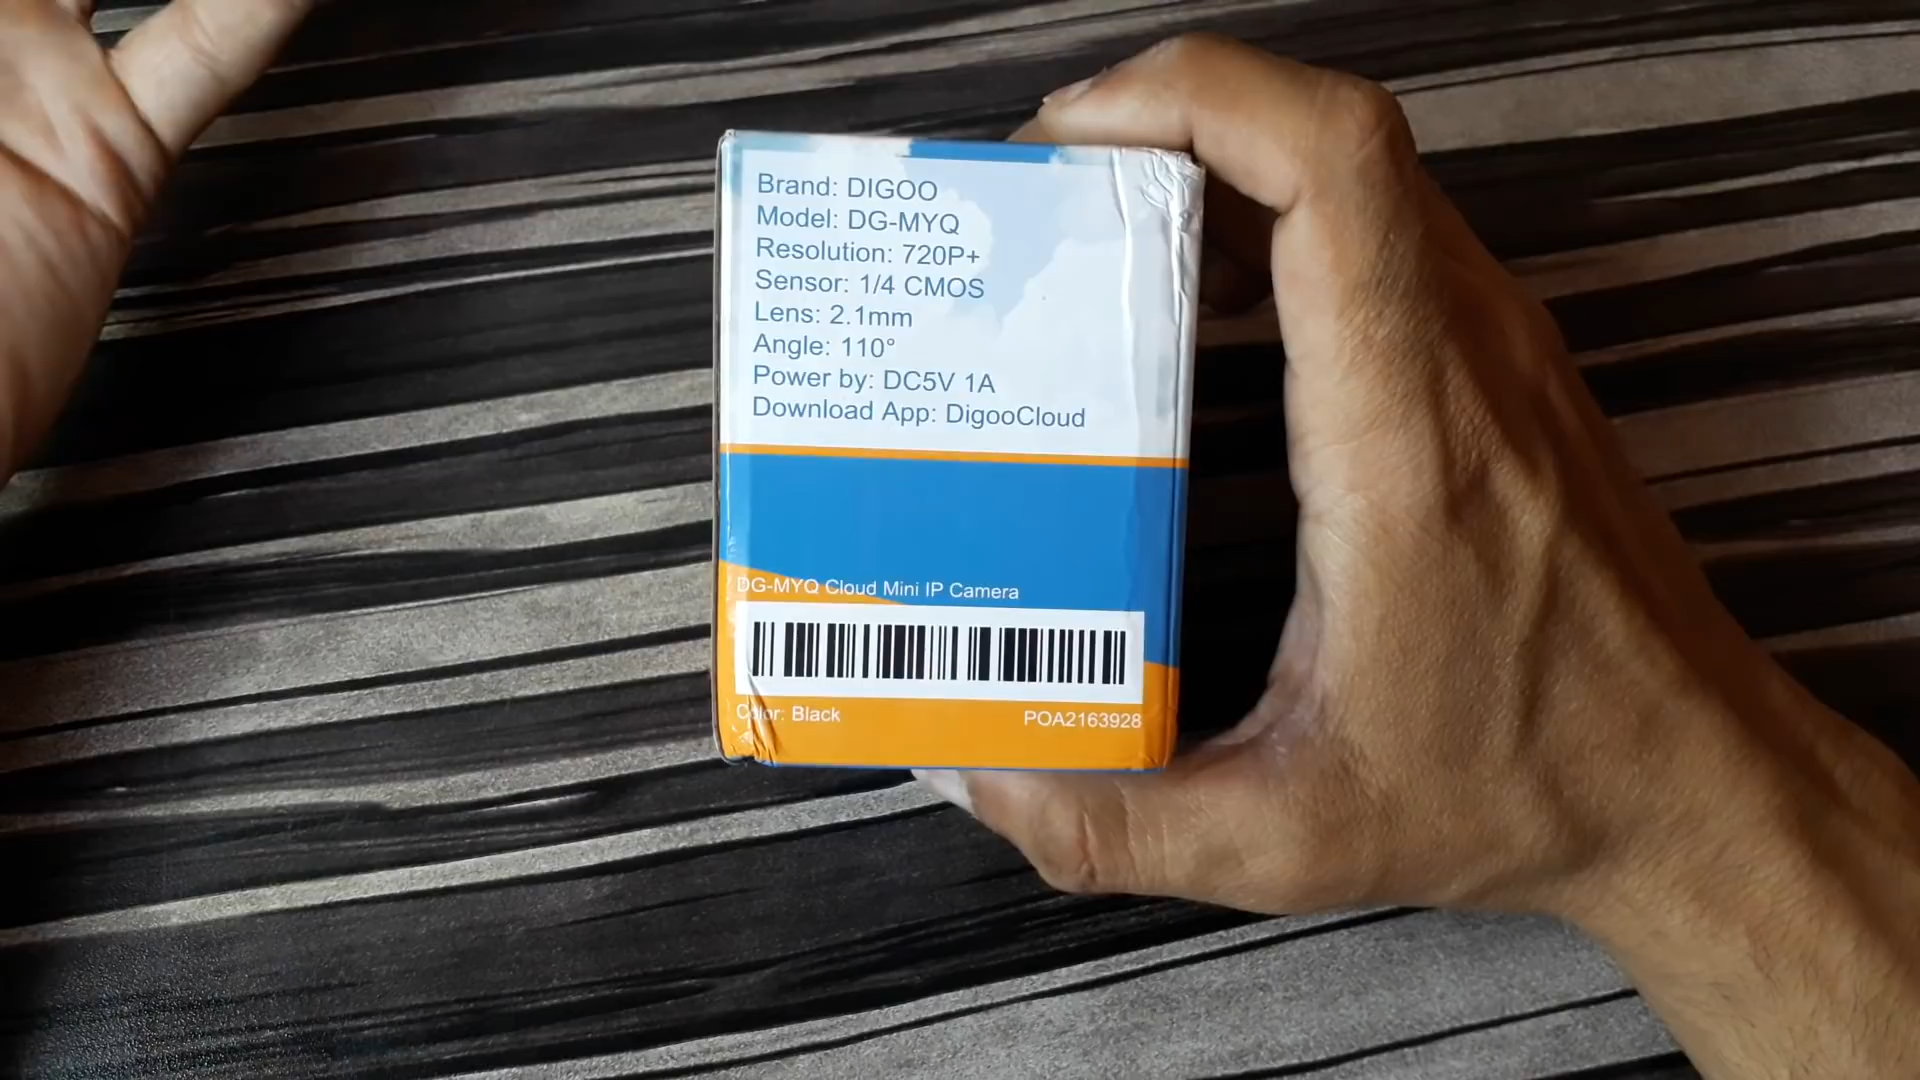 Brand: DIGOO
Model: DG-MYQ
Resolution: 720P+
Sensor: 1/4 CMOS
Lens: 2.1mm
Angle: 110°
Power by: DC5V 1A
Download App: DigooCloud
DG-MYQ Cloud Mini IP Camera
Color: Black
POA2163928